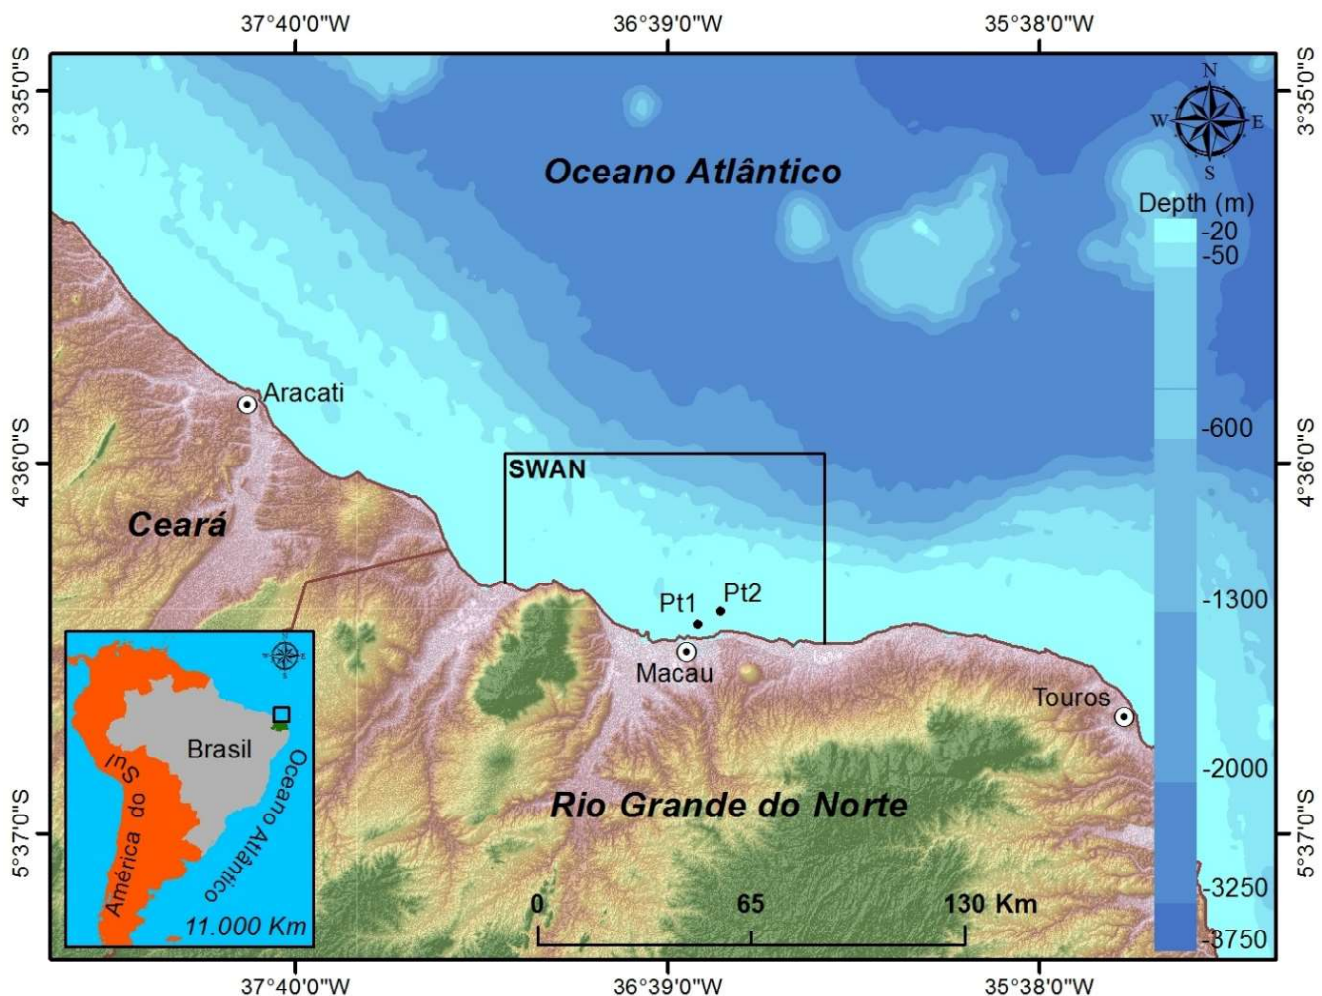 37°40'0"W 36°39'0"W 35°38'0"W
3°35'0"S
3°35'0"S
N
W E
S
Oceano Atlântico
Depth (m)
-20
-50
Aracati
-600
4°36'0"S
4°36'0"S
SWAN
Ceará
Pt1 Pt2
-1300
Macau
Touros
Brasil
América do Sul
Oceano Atlântico
11.000 Km
Rio Grande do Norte
-2000
5°37'0"S
5°37'0"S
-3250
0 65 130 Km
-3750
37°40'0"W 36°39'0"W 35°38'0"W